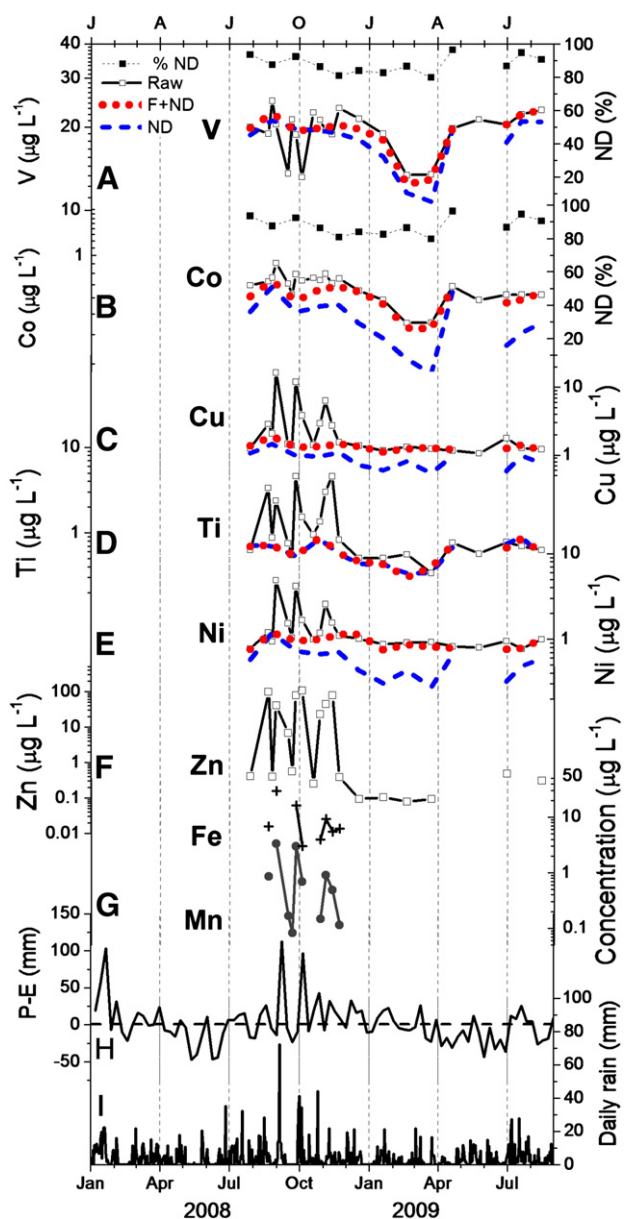 J A J O J A J
40 30 20 10
V (µg L⁻¹)
% ND
Raw
F+ND
ND
V
A
100 80 60 40 20
ND (%)
1
Co (µg L⁻¹)
Co
B
100 80 60 40 20
ND (%)
10
C
Cu
10 1
Cu (µg L⁻¹)
1
Ti (µg L⁻¹)
D
Ti
10
E
Ni
1
Ni (µg L⁻¹)
100 10 1 0.1 0.01
Zn (µg L⁻¹)
F
Zn
Fe
50 10 1 0.1
Concentration (µg L⁻¹)
G
Mn
150 100 50 0 -50
P-E (mm)
H
I
100 80 60 40 20 0
Daily rain (mm)
Jan Apr Jul Oct Jan Apr Jul
2008 2009